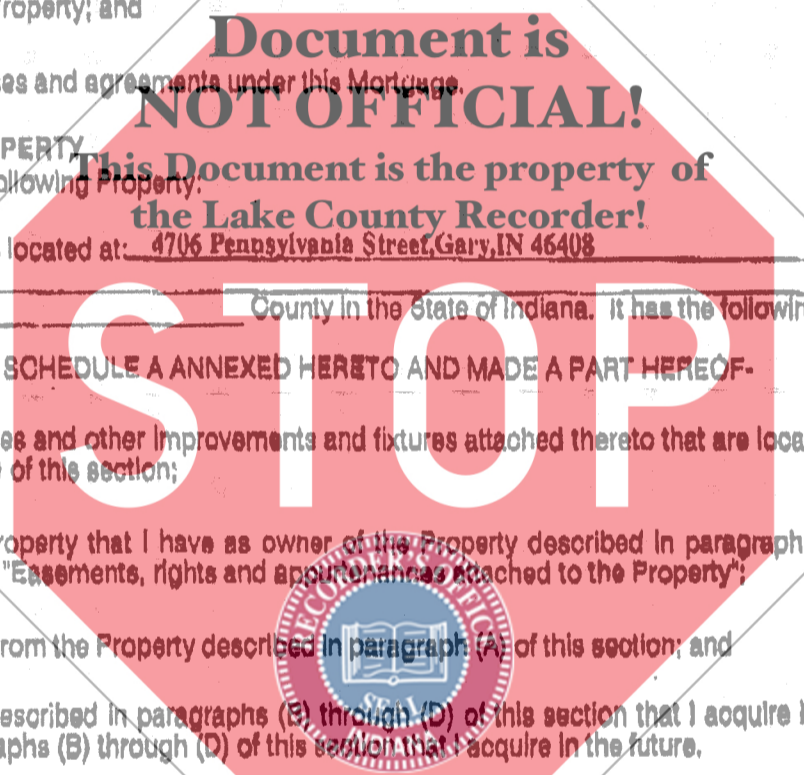 roperty; and
Document is
es and agreements under this Mortgage.
NOT OFFICIAL!
PERTY
This Document is the property of
ollowing Property:
the Lake County Recorder!
located at: 4706 Pennsylvania Street,Gary,IN 46408
County in the State of Indiana. It has the followin
STOP
SCHEDULE A ANNEXED HERETO AND MADE A PART HEREOF-
es and other improvements and fixtures attached thereto that are loca
of this section;
roperty that I have as owner of the Property described in paragraph
"Easements, rights and appurtenances attached to the Property";
RECORDER'S OFFICE
rom the Property described in paragraph (A) of this section; and
SEAL
INDIANA
escribed in paragraphs (B) through (D) of this section that I acquire
aphs (B) through (D) of this section that I acquire in the future.